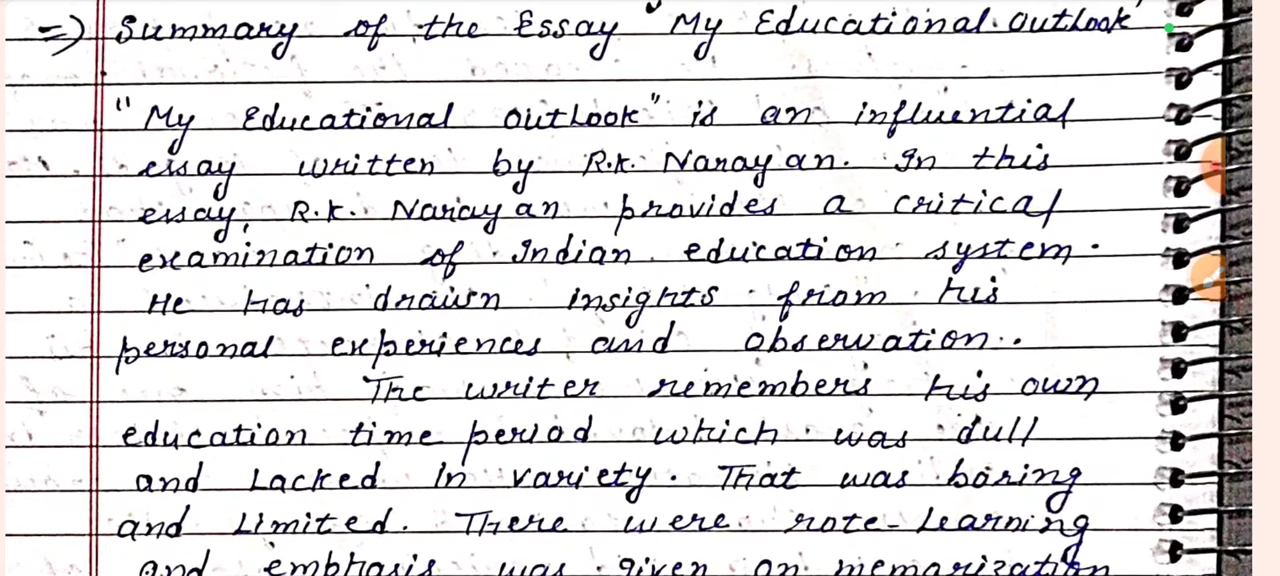 =) Summary of the Essay "My Educational Outlook"
"My Educational Outlook" is an influential
essay written by R.K. Narayan. In this
essay, R.K. Narayan provides a critical
examination of Indian education system.
He has drawn insights from his
personal experiences and observation.
The writer remembers his own
education time period which was dull
and Lacked in variety. That was boring
and Limited. There were rote-Learning
and emphasis was given on memorization